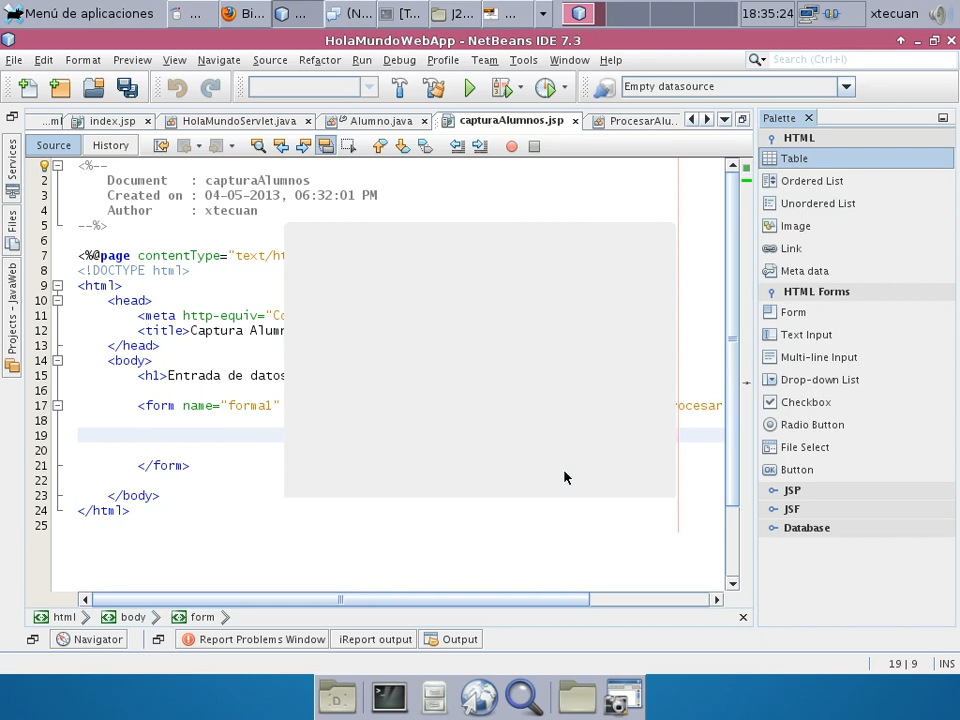 Menú de aplicaciones
...
Bi...
...
(N...
[T...
J2...
...
18:35:24
xtecuan
HolaMundoWebApp - NetBeans IDE 7.3
File Edit Format Preview View Navigate Source Refactor Run Debug Profile Team Tools Window Help
Search (Ctrl+I)
Empty datasource
...ml
index.jsp
HolaMundoServlet.java
Alumno.java
capturaAlumnos.jsp
ProcesarAlu...
Palette
Source
History
Services
Files
Projects - JavaWeb
1 <%--
2 Document : capturaAlumnos
3 Created on : 04-05-2013, 06:32:01 PM
4 Author : xtecuan
5 --%>
6
7 <%@page contentType="text/ht
8 <!DOCTYPE html>
9 <html>
10 <head>
11 <meta http-equiv="Co
12 <title>Captura Alumn
13 </head>
14 <body>
15 <h1>Entrada de datos
16
17 <form name="forma1" rocesar
18
19
20
21 </form>
22
23 </body>
24 </html>
25
HTML
Table
Ordered List
Unordered List
Image
Link
Meta data
HTML Forms
Form
Text Input
Multi-line Input
Drop-down List
Checkbox
Radio Button
File Select
Button
JSP
JSF
Database
html
body
form
Navigator
Report Problems Window
iReport output
Output
19 | 9
INS